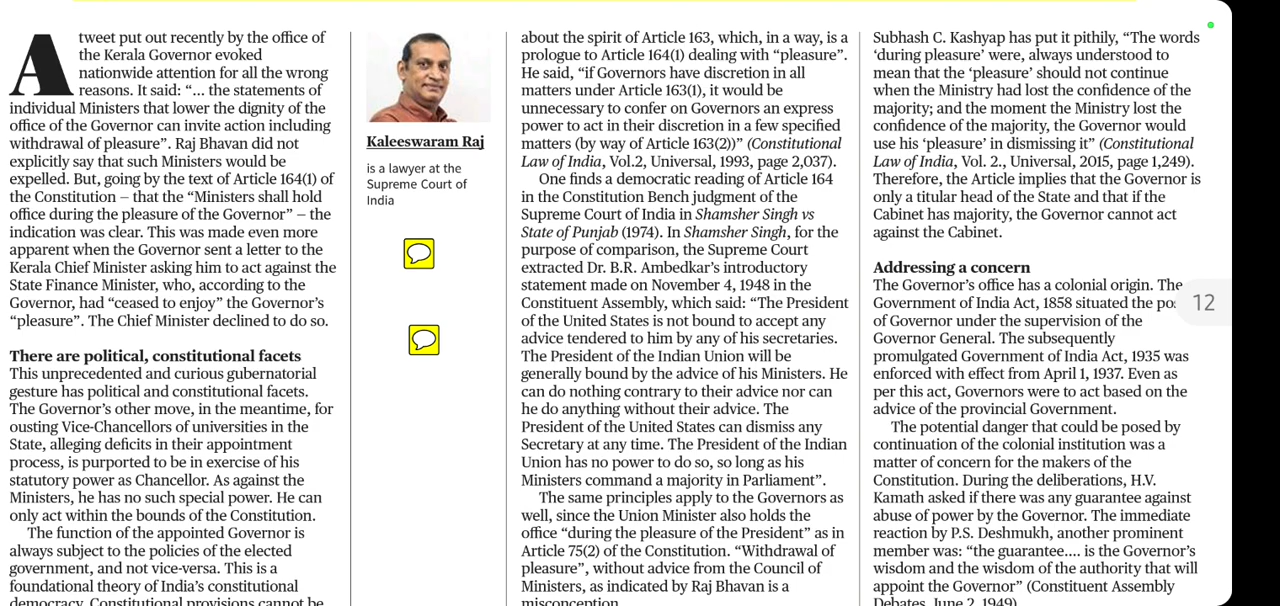 A tweet put out recently by the office of
the Kerala Governor evoked
nationwide attention for all the wrong
reasons. It said: “... the statements of
individual Ministers that lower the dignity of the
office of the Governor can invite action including
withdrawal of pleasure”. Raj Bhavan did not
explicitly say that such Ministers would be
expelled. But, going by the text of Article 164(1) of
the Constitution — that the “Ministers shall hold
office during the pleasure of the Governor” — the
indication was clear. This was made even more
apparent when the Governor sent a letter to the
Kerala Chief Minister asking him to act against the
State Finance Minister, who, according to the
Governor, had “ceased to enjoy” the Governor’s
“pleasure”. The Chief Minister declined to do so.
There are political, constitutional facets
This unprecedented and curious gubernatorial
gesture has political and constitutional facets.
The Governor’s other move, in the meantime, for
ousting Vice-Chancellors of universities in the
State, alleging deficits in their appointment
process, is purported to be in exercise of his
statutory power as Chancellor. As against the
Ministers, he has no such special power. He can
only act within the bounds of the Constitution.
The function of the appointed Governor is
always subject to the policies of the elected
government, and not vice-versa. This is a
foundational theory of India’s constitutional
democracy. Constitutional provisions cannot be
Kaleeswaram Raj
is a lawyer at the
Supreme Court of
India
about the spirit of Article 163, which, in a way, is a
prologue to Article 164(1) dealing with “pleasure”.
He said, “if Governors have discretion in all
matters under Article 163(1), it would be
unnecessary to confer on Governors an express
power to act in their discretion in a few specified
matters (by way of Article 163(2))” (Constitutional
Law of India, Vol.2, Universal, 1993, page 2,037).
One finds a democratic reading of Article 164
in the Constitution Bench judgment of the
Supreme Court of India in Shamsher Singh vs
State of Punjab (1974). In Shamsher Singh, for the
purpose of comparison, the Supreme Court
extracted Dr. B.R. Ambedkar’s introductory
statement made on November 4, 1948 in the
Constituent Assembly, which said: “The President
of the United States is not bound to accept any
advice tendered to him by any of his secretaries.
The President of the Indian Union will be
generally bound by the advice of his Ministers. He
can do nothing contrary to their advice nor can
he do anything without their advice. The
President of the United States can dismiss any
Secretary at any time. The President of the Indian
Union has no power to do so, so long as his
Ministers command a majority in Parliament”.
The same principles apply to the Governors as
well, since the Union Minister also holds the
office “during the pleasure of the President” as in
Article 75(2) of the Constitution. “Withdrawal of
pleasure”, without advice from the Council of
Ministers, as indicated by Raj Bhavan is a
misconception
Subhash C. Kashyap has put it pithily, “The words
‘during pleasure’ were, always understood to
mean that the ‘pleasure’ should not continue
when the Ministry had lost the confidence of the
majority; and the moment the Ministry lost the
confidence of the majority, the Governor would
use his ‘pleasure’ in dismissing it” (Constitutional
Law of India, Vol. 2., Universal, 2015, page 1,249).
Therefore, the Article implies that the Governor is
only a titular head of the State and that if the
Cabinet has majority, the Governor cannot act
against the Cabinet.
Addressing a concern
The Governor’s office has a colonial origin. The
Government of India Act, 1858 situated the
of Governor under the supervision of the
Governor General. The subsequently
promulgated Government of India Act, 1935 was
enforced with effect from April 1, 1937. Even as
per this act, Governors were to act based on the
advice of the provincial Government.
The potential danger that could be posed by
continuation of the colonial institution was a
matter of concern for the makers of the
Constitution. During the deliberations, H.V.
Kamath asked if there was any guarantee against
abuse of power by the Governor. The immediate
reaction by P.S. Deshmukh, another prominent
member was: “the guarantee.... is the Governor’s
wisdom and the wisdom of the authority that will
appoint the Governor” (Constituent Assembly
Debates, June 2, 1949)
12